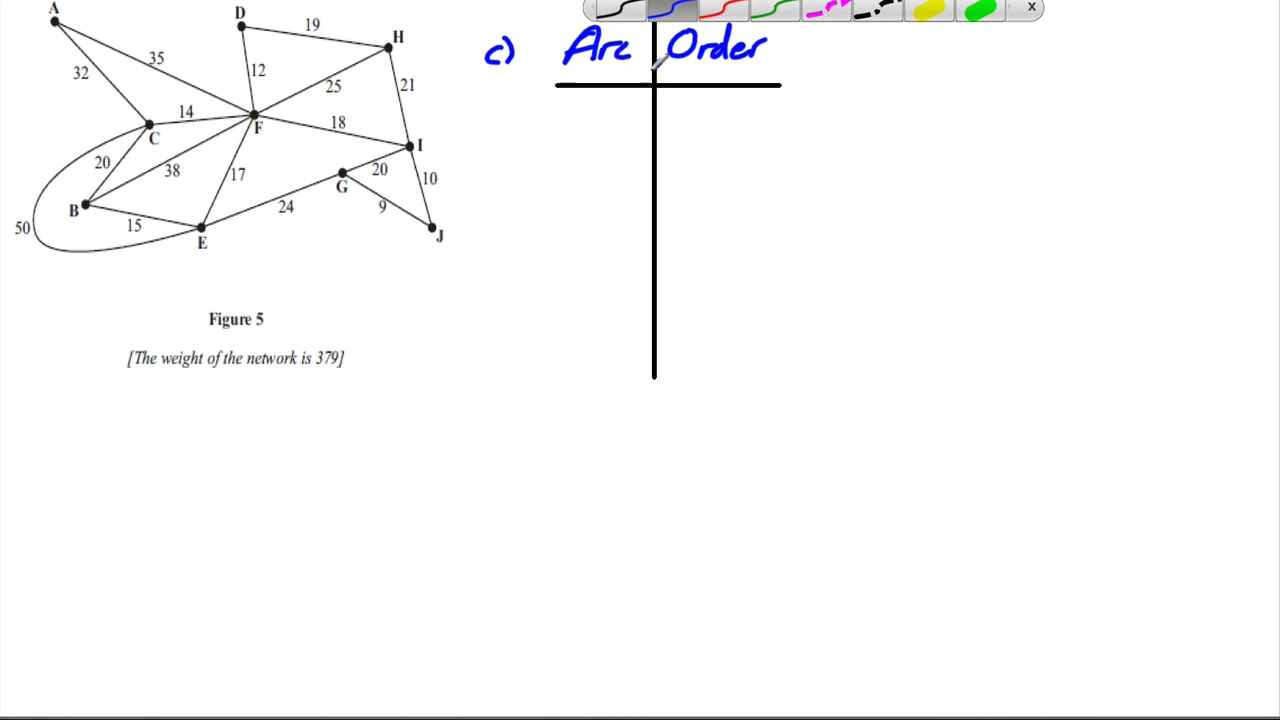 A
D
19
H
c) Arc Order
35
32
12
25
21
14
C
F
18
I
20
38
17
G
20
10
B
15
E
24
9
J
50
Figure 5
[The weight of the network is 379]
x